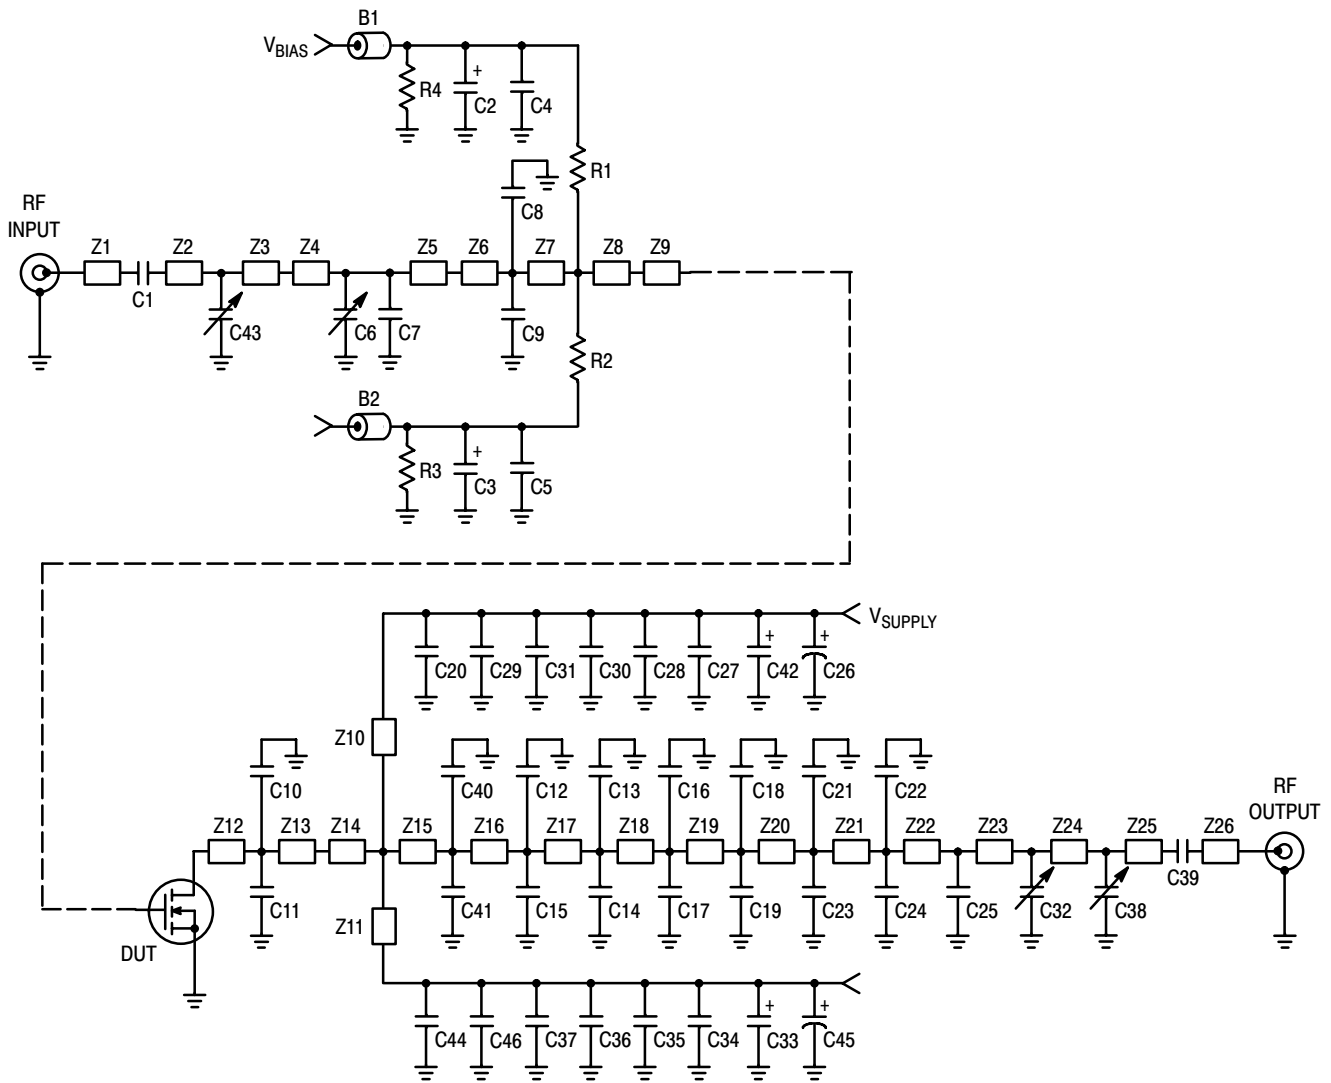 B1
VBIAS
+
R4
C2
C4
R1
C8
RF
INPUT
Z1
Z2
Z3
Z4
Z5
Z6
Z7
Z8
Z9
C1
C43
C6
C7
C9
R2
B2
+
R3
C3
C5
VSUPPLY
+
+
C20
C29
C31
C30
C28
C27
C42
C26
Z10
C10
C40
C12
C13
C16
C18
C21
C22
RF
OUTPUT
Z12
Z13
Z14
Z15
Z16
Z17
Z18
Z19
Z20
Z21
Z22
Z23
Z24
Z25
Z26
C39
C11
C41
C15
C14
C17
C19
C23
C24
C25
C32
C38
Z11
DUT
+
+
C44
C46
C37
C36
C35
C34
C33
C45